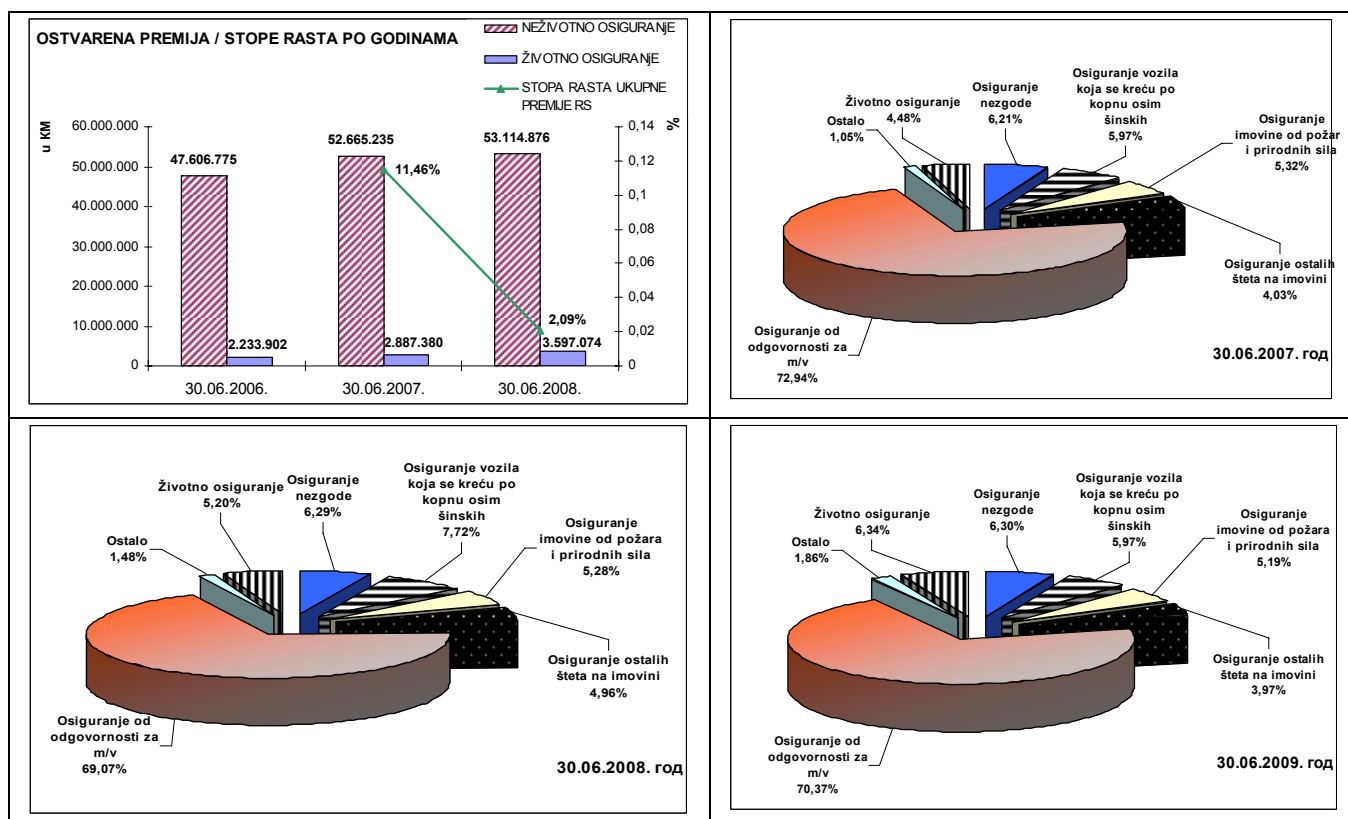 OSTVARENA PREMIJA / STOPE RASTA PO GODINAMA
NEŽIVOTNO OSIGURANjE
ŽIVOTNO OSIGURANjE
STOPA RASTA UKUPNE
PREMIJE RS
u KM
%
60.000.000
50.000.000
40.000.000
30.000.000
20.000.000
10.000.000
0
0,14
0,12
0,1
0,08
0,06
0,04
0,02
0
47.606.775
52.665.235
53.114.876
11,46%
2,09%
2.233.902
2.887.380
3.597.074
30.06.2006.
30.06.2007.
30.06.2008.
Životno osiguranje
4,48%
Ostalo
1,05%
Osiguranje
nezgode
6,21%
Osiguranje vozila
koja se kreću po
kopnu osim
šinskih
5,97%
Osiguranje
imovine od požar
i prirodnih sila
5,32%
Osiguranje ostalih
šteta na imovini
4,03%
Osiguranje od
odgovornosti za
m/v
72,94%
30.06.2007. год
Životno osiguranje
5,20%
Ostalo
1,48%
Osiguranje
nezgode
6,29%
Osiguranje vozila
koja se kreću po
kopnu osim
šinskih
7,72%
Osiguranje
imovine od požara
i prirodnih sila
5,28%
Osiguranje ostalih
šteta na imovini
4,96%
Osiguranje od
odgovornosti za
m/v
69,07%
30.06.2008. год
Životno osiguranje
6,34%
Ostalo
1,86%
Osiguranje
nezgode
6,30%
Osiguranje vozila
koja se kreću po
kopnu osim
šinskih
5,97%
Osiguranje
imovine od požara
i prirodnih sila
5,19%
Osiguranje ostalih
šteta na imovini
3,97%
Osiguranje od
odgovornosti za
m/v
70,37%
30.06.2009. год